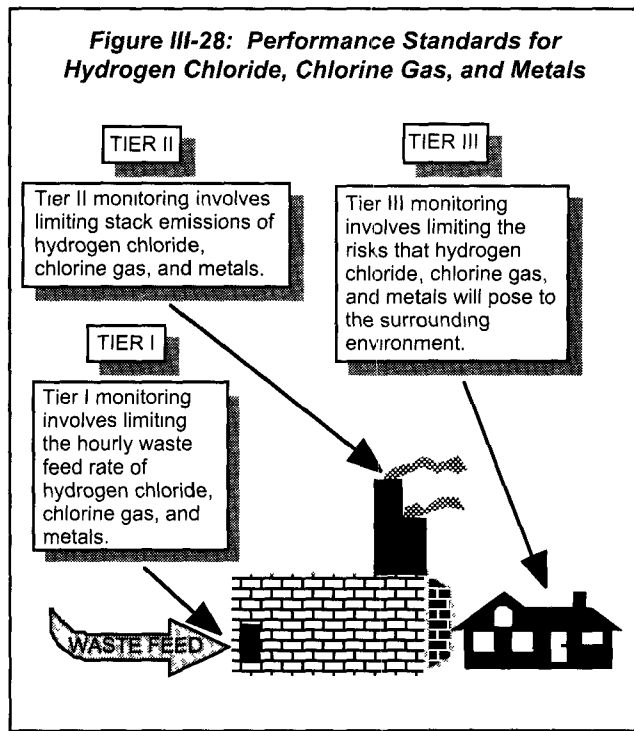 Figure III-28: Performance Standards for
Hydrogen Chloride, Chlorine Gas, and Metals
TIER II
Tier II monitoring involves
limiting stack emissions of
hydrogen chloride,
chlorine gas, and metals.
TIER III
Tier III monitoring
involves limiting the
risks that hydrogen
chloride, chlorine gas,
and metals will pose to
the surrounding
environment.
TIER I
Tier I monitoring
involves limiting
the hourly waste
feed rate of
hydrogen chloride,
chlorine gas, and
metals.
WASTE FEED